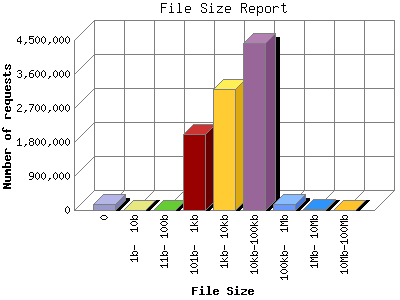 File Size Report
Number of requests
4,500,000
3,600,000
2,700,000
1,800,000
900,000
0
0
1b- 10b
11b- 100b
101b- 1kb
1kb- 10kb
10kb-100kb
100kb- 1Mb
1Mb- 10Mb
10Mb-100Mb
File Size